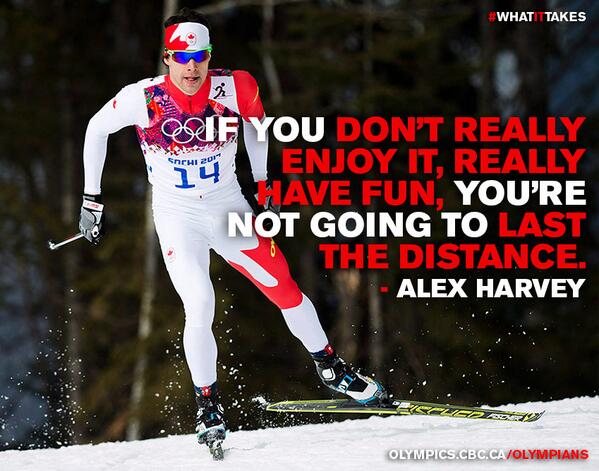 #WHATITTAKES
SOCHI 2014
14
IF YOU DON'T REALLY
ENJOY IT, REALLY
HAVE FUN, YOU'RE
NOT GOING TO LAST
THE DISTANCE.
- ALEX HARVEY
FISCHER
OLYMPICS.CBC.CA/OLYMPIANS